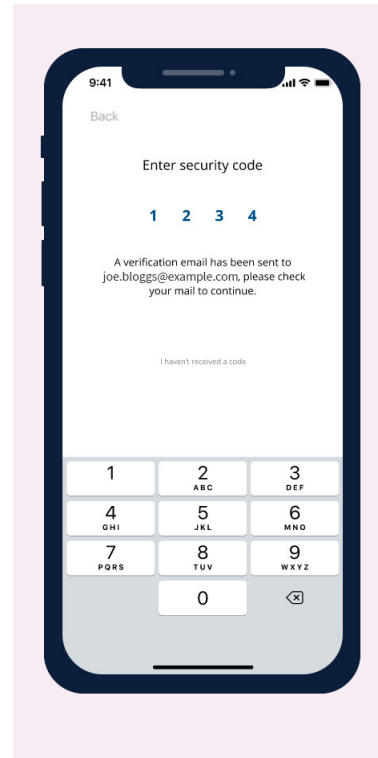 9:41
Back
Enter security code
1 2 3 4
A verification email has been sent to
joe.bloggs@example.com, please check
your mail to continue.
I haven't received a code
1 2 3
ABC DEF
4 5 6
GHI JKL MNO
7 8 9
PQRS TUV WXYZ
0